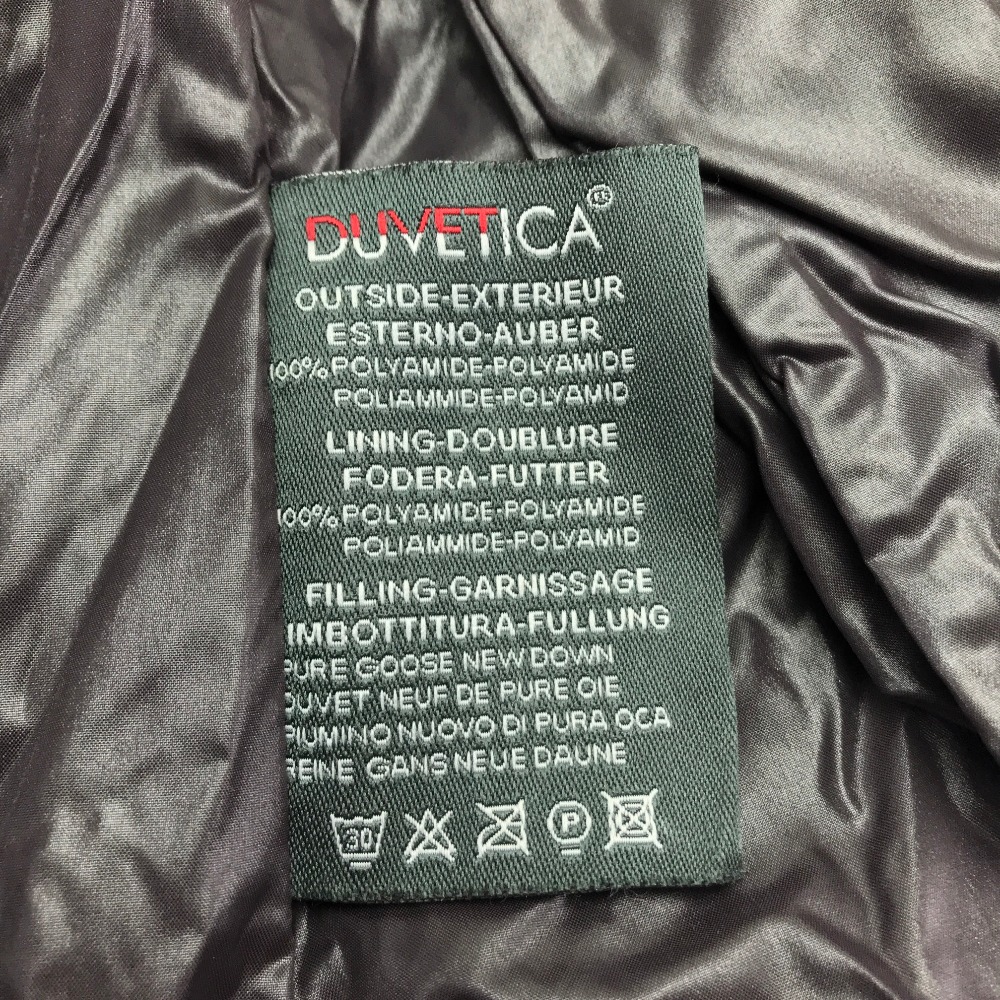 DUVETICA®
OUTSIDE-EXTERIEUR
ESTERNO-AUBER
100% POLYAMIDE-POLYAMIDE
POLIAMMIDE-POLYAMID
LINING-DOUBLURE
FODERA-FUTTER
100% POLYAMIDE-POLYAMIDE
POLIAMMIDE-POLYAMID
FILLING-GARNISSAGE
IMBOTTITURA-FULLUNG
PURE GOOSE NEW DOWN
DUVET NEUF DE PURE OIE
PIUMINO NUOVO DI PURA OCA
REINE GANS NEUE DAUNE
30 P